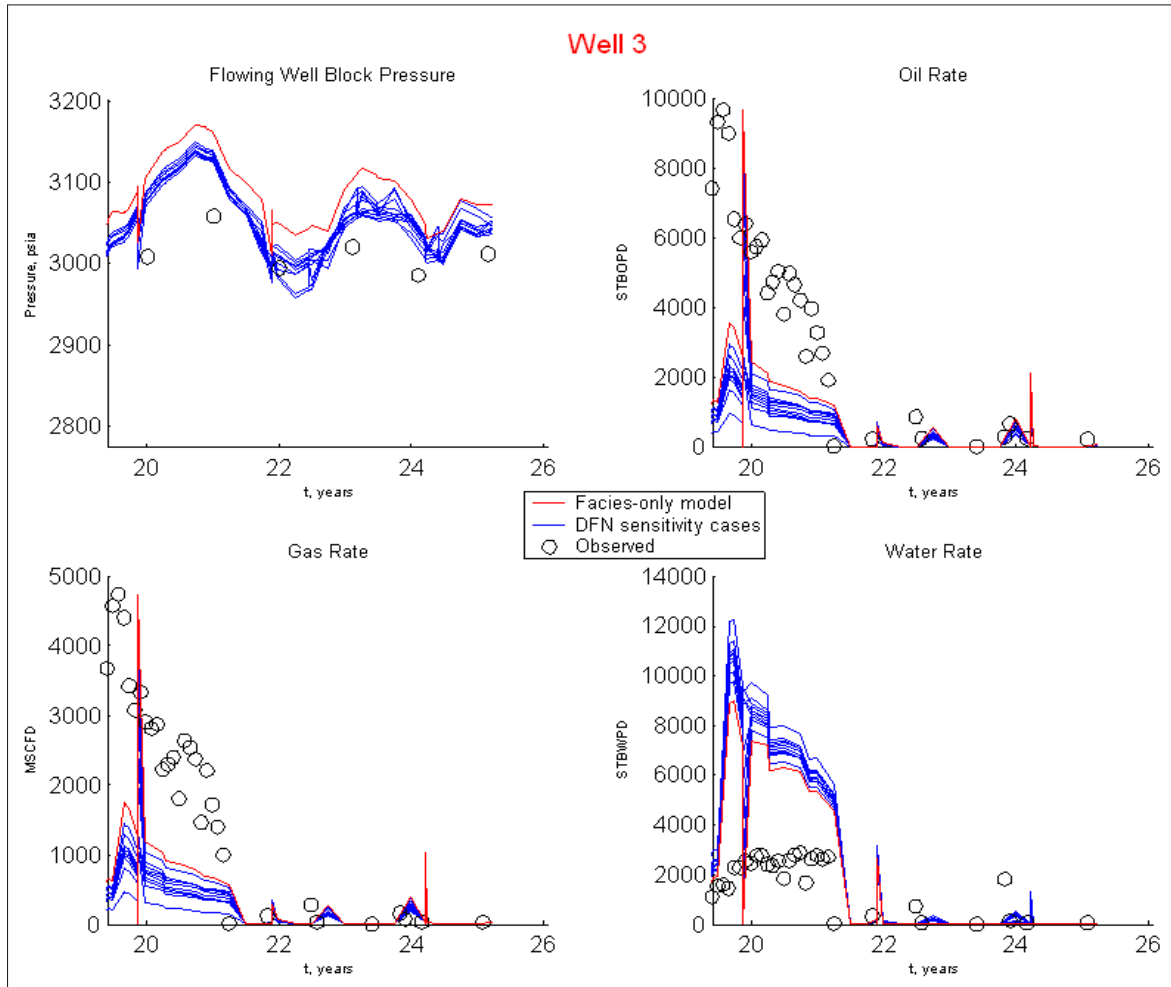 Well 3
Flowing Well Block Pressure
3200
3100
3000
2900
2800
Pressure, psia
20 22 24 26
t, years
Oil Rate
10000
8000
6000
4000
2000
0
STBOPD
20 22 24 26
t, years
Facies-only model
DFN sensitivity cases
Observed
Gas Rate
5000
4000
3000
2000
1000
0
MSCFD
20 22 24 26
t, years
Water Rate
14000
12000
10000
8000
6000
4000
2000
0
STBWPD
20 22 24 26
t, years